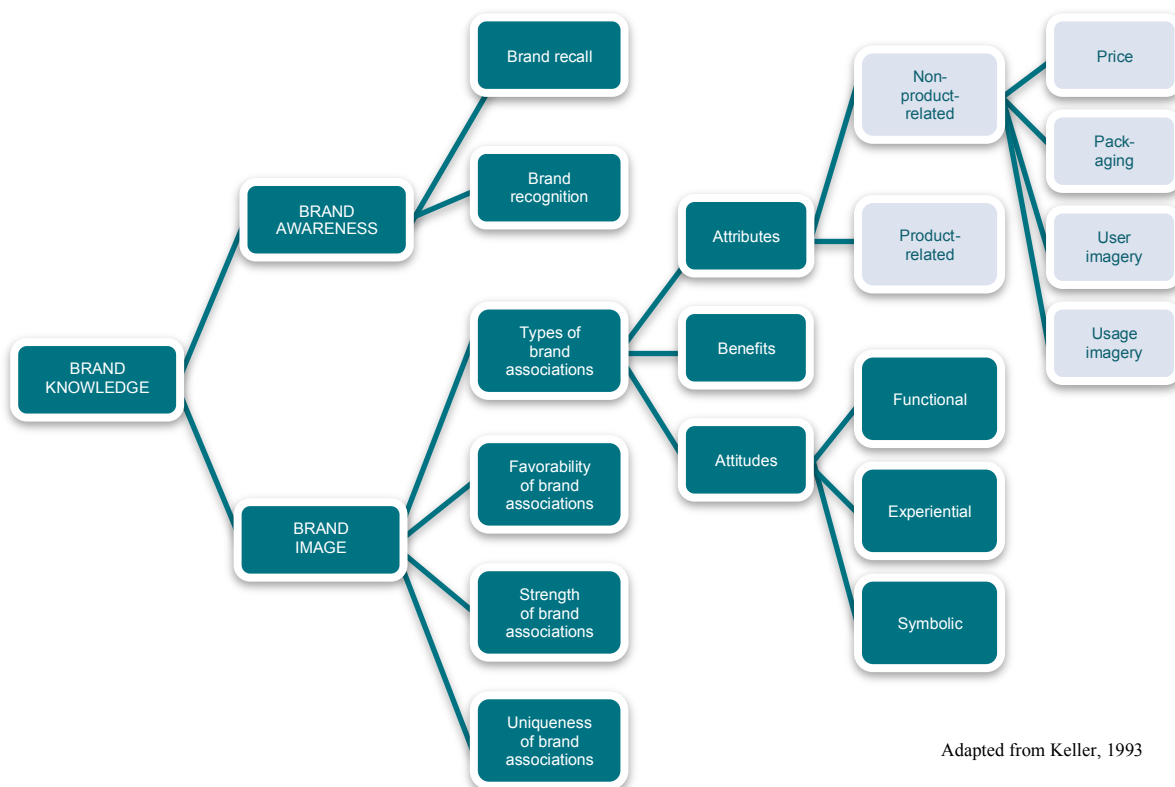 Brand recall
Brand
recognition
BRAND
AWARENESS
BRAND
KNOWLEDGE
BRAND
IMAGE
Types of
brand
associations
Favorability
of brand
associations
Strength
of brand
associations
Uniqueness
of brand
associations
Attributes
Benefits
Attitudes
Non-
product-
related
Product-
related
Functional
Experiential
Symbolic
Price
Pack-
aging
User
imagery
Usage
imagery
Adapted from Keller, 1993